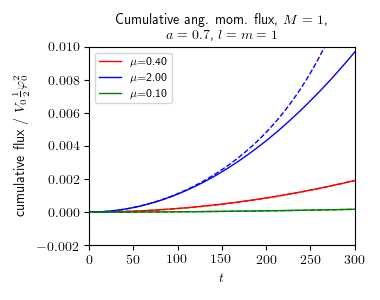 Cumulative ang. mom. flux, M = 1,
a = 0.7, l = m = 1
cumulative flux / V₀ ½ φ₀²
0.010
0.008
0.006
0.004
0.002
0.000
−0.002
μ=0.40
μ=2.00
μ=0.10
0 50 100 150 200 250 300
t